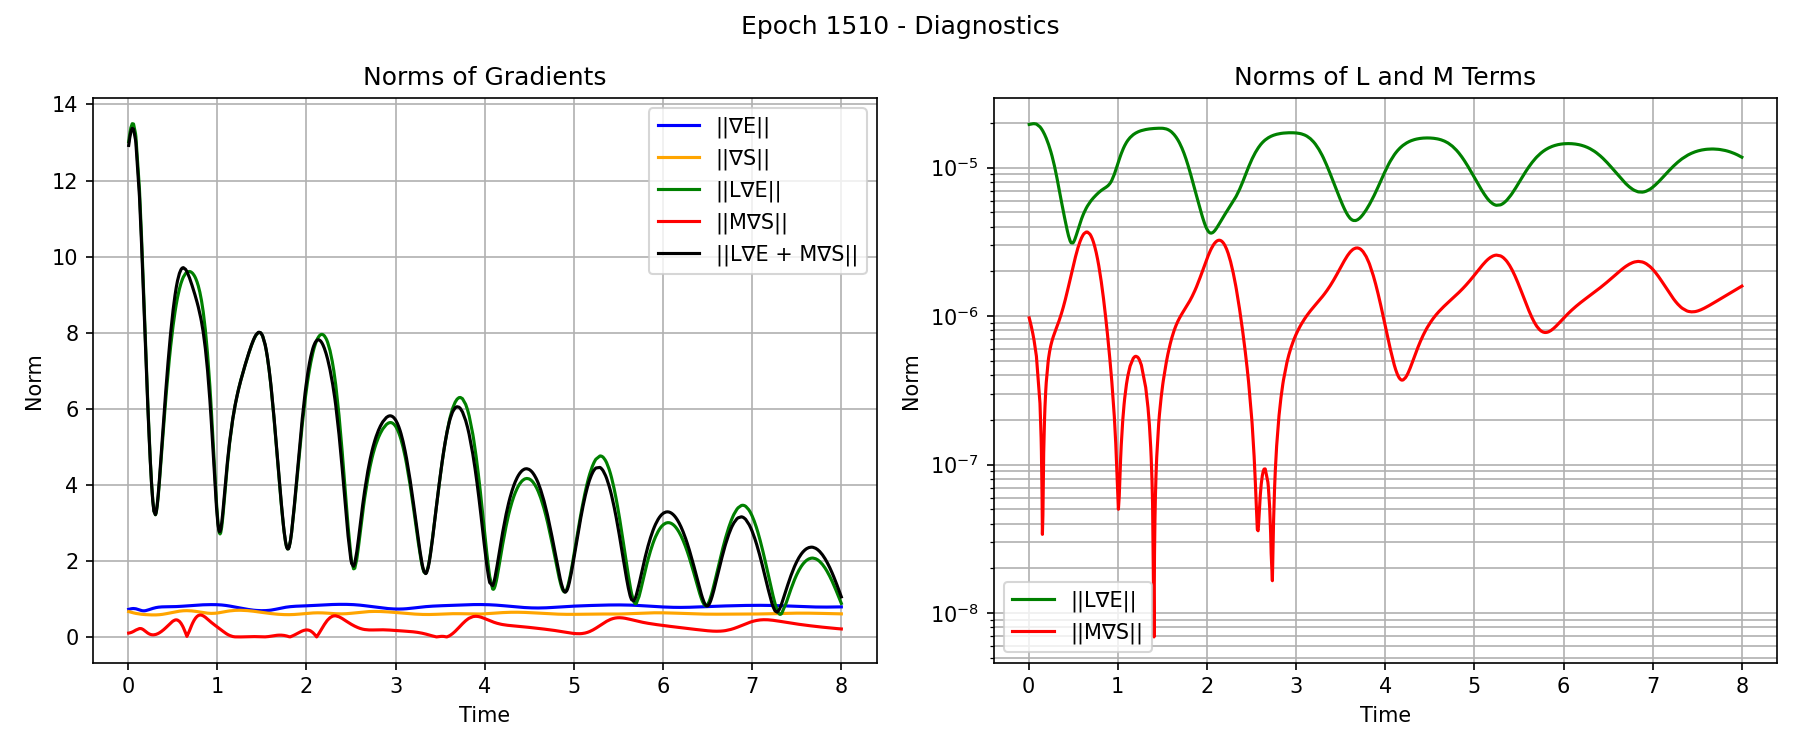 Epoch 1510 - Diagnostics
Norms of Gradients
14
12
10
8
6
4
2
0
Norm
0 1 2 3 4 5 6 7 8
Time
||∇E||
||∇S||
||L∇E||
||M∇S||
||L∇E + M∇S||
Norms of L and M Terms
10⁻⁵
10⁻⁶
10⁻⁷
10⁻⁸
Norm
0 1 2 3 4 5 6 7 8
Time
||L∇E||
||M∇S||